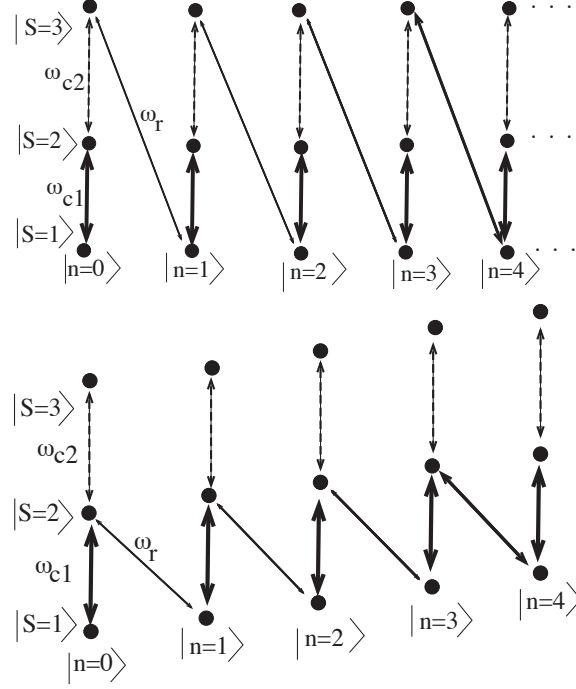 |S=3⟩
ω_c2
ω_r
|S=2⟩
ω_c1
|S=1⟩
|n=0⟩ |n=1⟩ |n=2⟩ |n=3⟩ |n=4⟩
|S=3⟩
ω_c2
|S=2⟩
ω_r
ω_c1
|S=1⟩
|n=0⟩ |n=1⟩ |n=2⟩ |n=3⟩ |n=4⟩